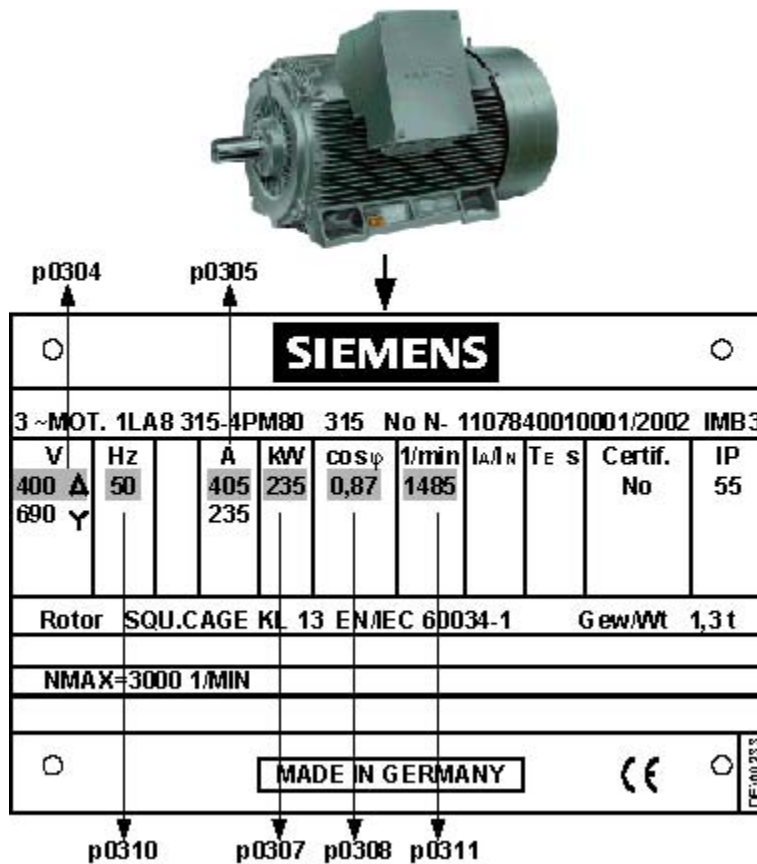 p0304 p0305
SIEMENS
3 ~MOT. 1LA8 315-4PM80 315 No N- 1107840010001/2002 IMB3
V Hz A kW cosφ 1/min IA/IN TE s Certif. IP
400 Δ 50 405 235 0,87 1485 No 55
690 Y 235
Rotor SQU.CAGE KL 13 EN/IEC 60034-1 Gew/Wt 1,3 t
NMAX=3000 1/MIN
MADE IN GERMANY CE
p0310 p0307 p0308 p0311